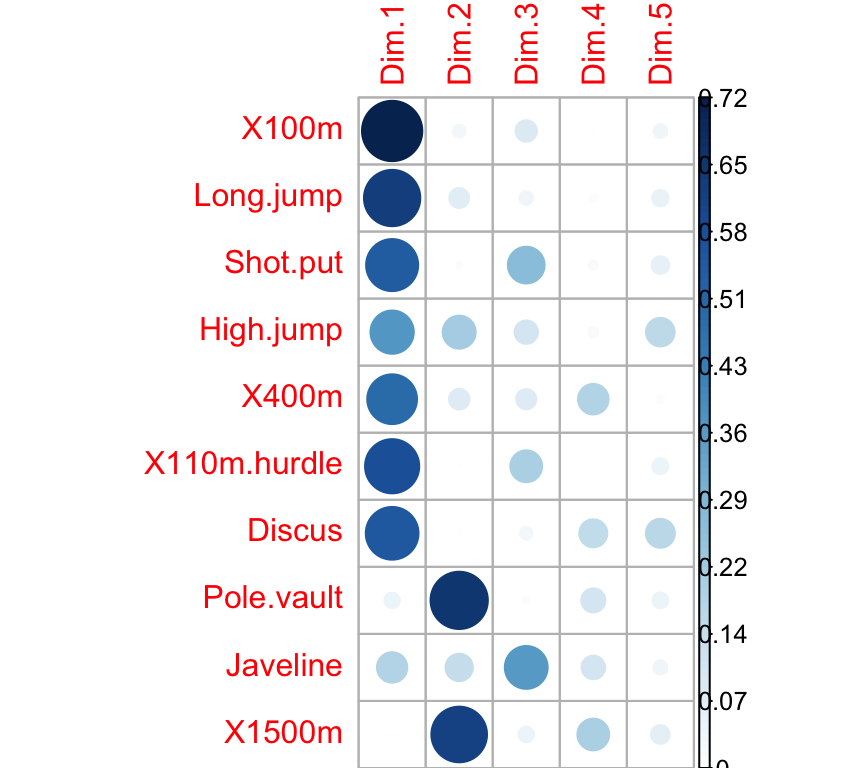 Dim.1 Dim.2 Dim.3 Dim.4 Dim.5
0.72
X100m
0.65
Long.jump
0.58
Shot.put
0.51
High.jump
0.43
X400m
0.36
X110m.hurdle
0.29
Discus
0.22
Pole.vault
0.14
Javeline
0.07
X1500m
0